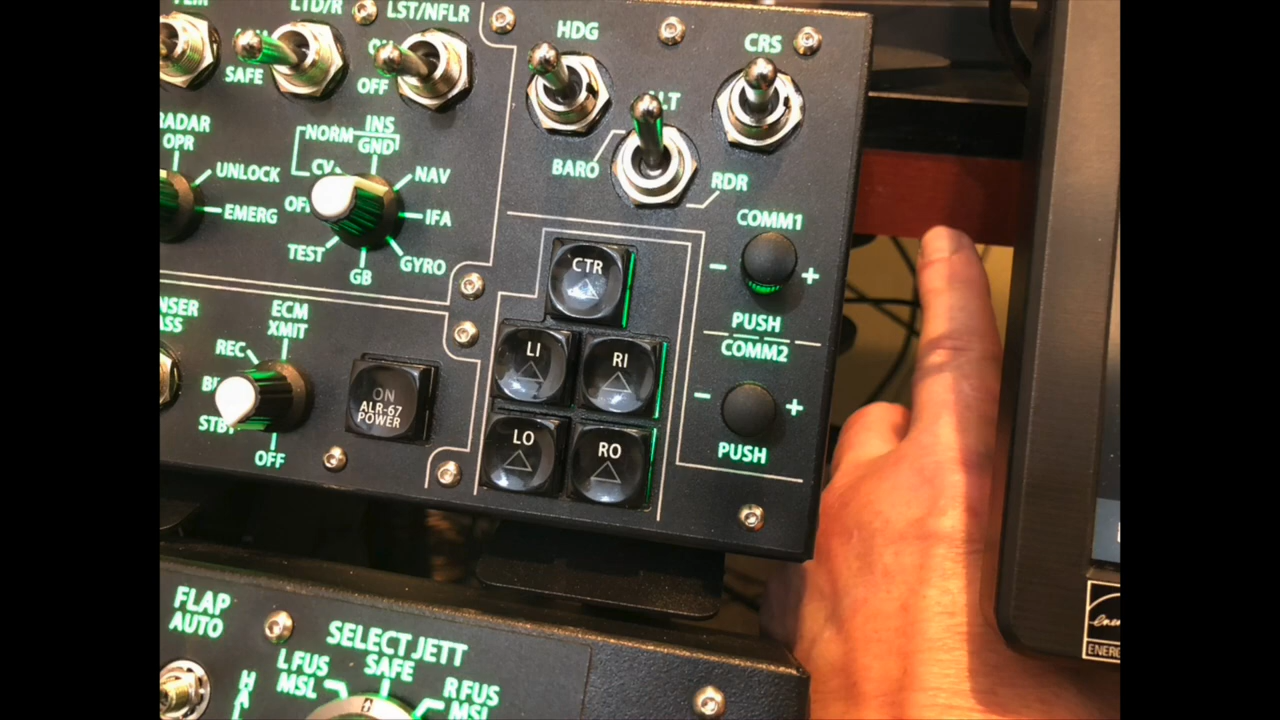 LTD/R
LST/NFLR
HDG
CRS
SAFE
ON
OFF
BARO
RDR
RADAR
OPR
UNLOCK
EMERG
INS
NORM
GND
CV
NAV
IFA
GYRO
GB
TEST
COMM1
- +
PUSH
COMM2
- +
PUSH
CTR
LI
RI
LO
RO
ECM
XMIT
REC
STBY
OFF
ON
ALR-67
POWER
FLAP
AUTO
SELECT JETT
L FUS
MSL
SAFE
R FUS
MSL
H